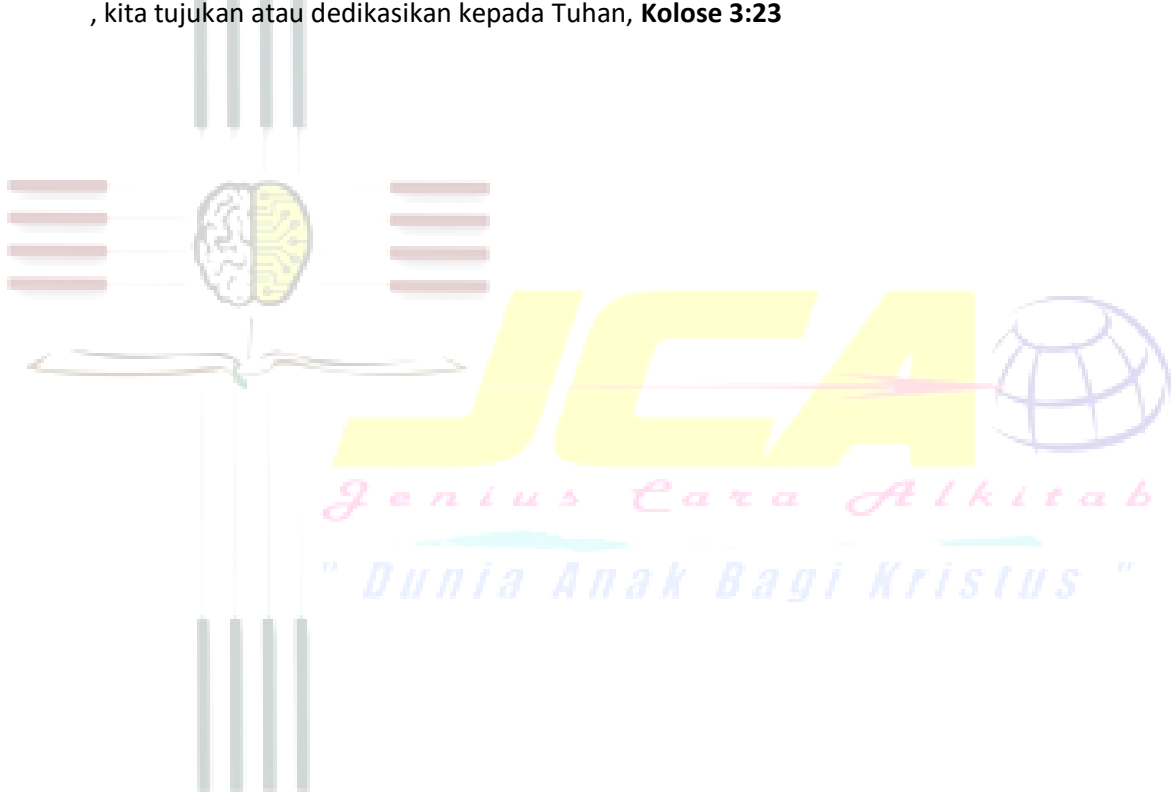 , kita tujukan atau dedikasikan kepada Tuhan, Kolose 3:23
JCA
Jenius Cara Alkitab
" Dunia Anak Bagi Kristus "